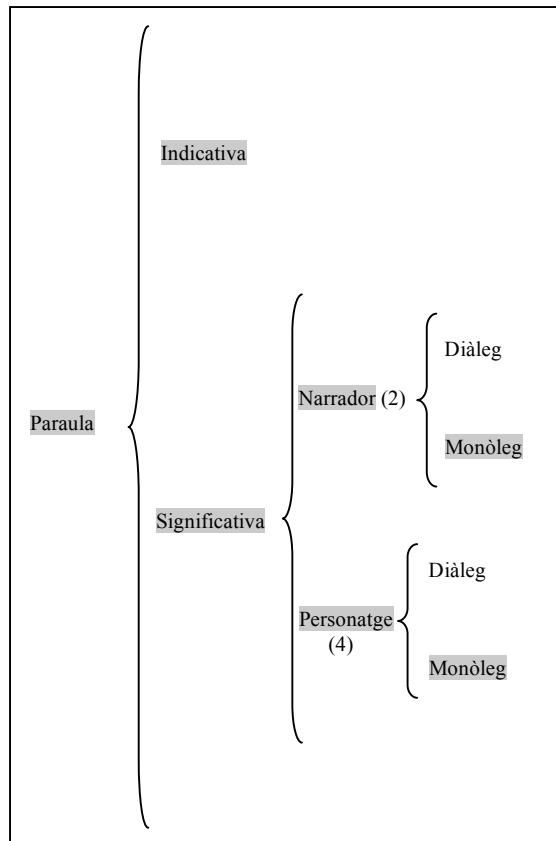 Indicativa
Paraula
Significativa
Narrador (2)
Diàleg
Monòleg
Personatge
(4)
Diàleg
Monòleg